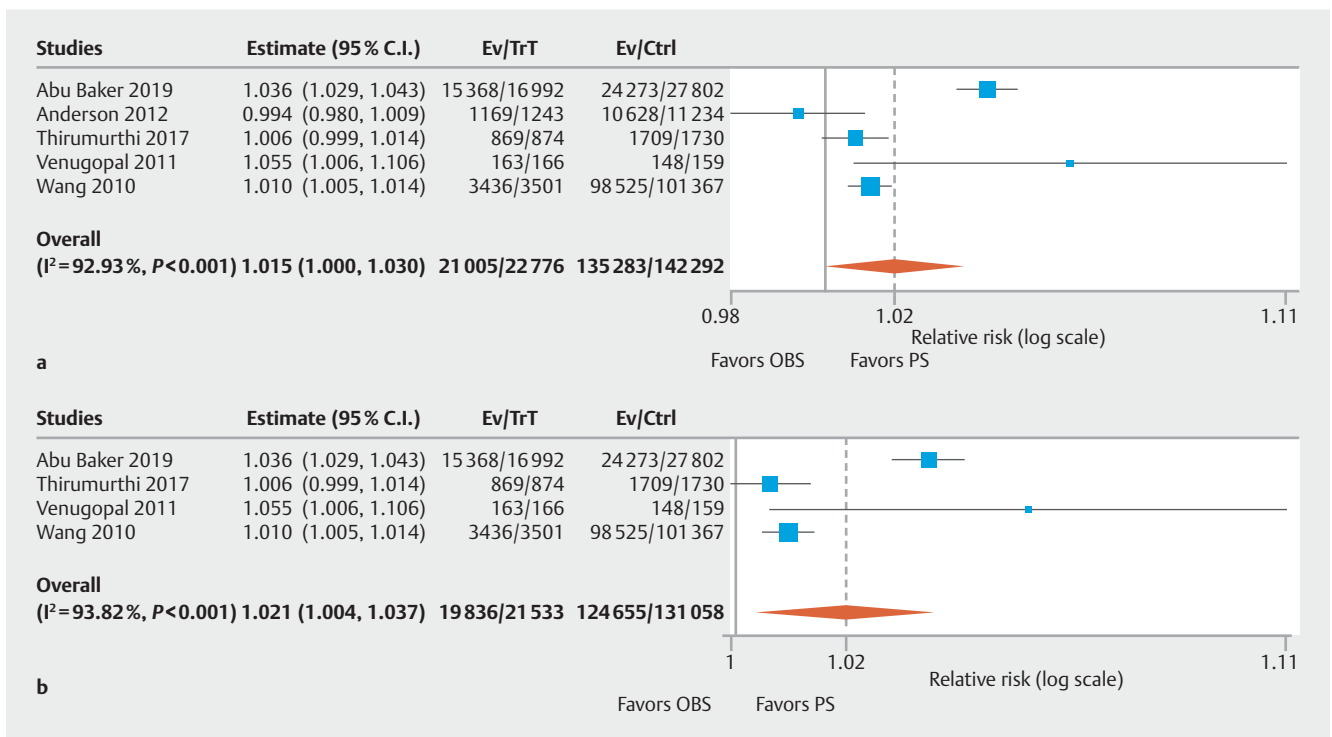 Studies Estimate (95 % C.I.) Ev/TrT Ev/Ctrl
Abu Baker 2019 1.036 (1.029, 1.043) 15 368/16 992 24 273/27 802
Anderson 2012 0.994 (0.980, 1.009) 1169/1243 10 628/11 234
Thirumurthi 2017 1.006 (0.999, 1.014) 869/874 1709/1730
Venugopal 2011 1.055 (1.006, 1.106) 163/166 148/159
Wang 2010 1.010 (1.005, 1.014) 3436/3501 98 525/101 367
Overall
(I² = 92.93 %, P < 0.001) 1.015 (1.000, 1.030) 21 005/22 776 135 283/142 292
0.98 1.02 1.11
Relative risk (log scale)
Favors OBS Favors PS
a
Studies Estimate (95 % C.I.) Ev/TrT Ev/Ctrl
Abu Baker 2019 1.036 (1.029, 1.043) 15 368/16 992 24 273/27 802
Thirumurthi 2017 1.006 (0.999, 1.014) 869/874 1709/1730
Venugopal 2011 1.055 (1.006, 1.106) 163/166 148/159
Wang 2010 1.010 (1.005, 1.014) 3436/3501 98 525/101 367
Overall
(I² = 93.82 %, P < 0.001) 1.021 (1.004, 1.037) 19 836/21 533 124 655/131 058
1 1.02 1.11
Relative risk (log scale)
b
Favors OBS Favors PS